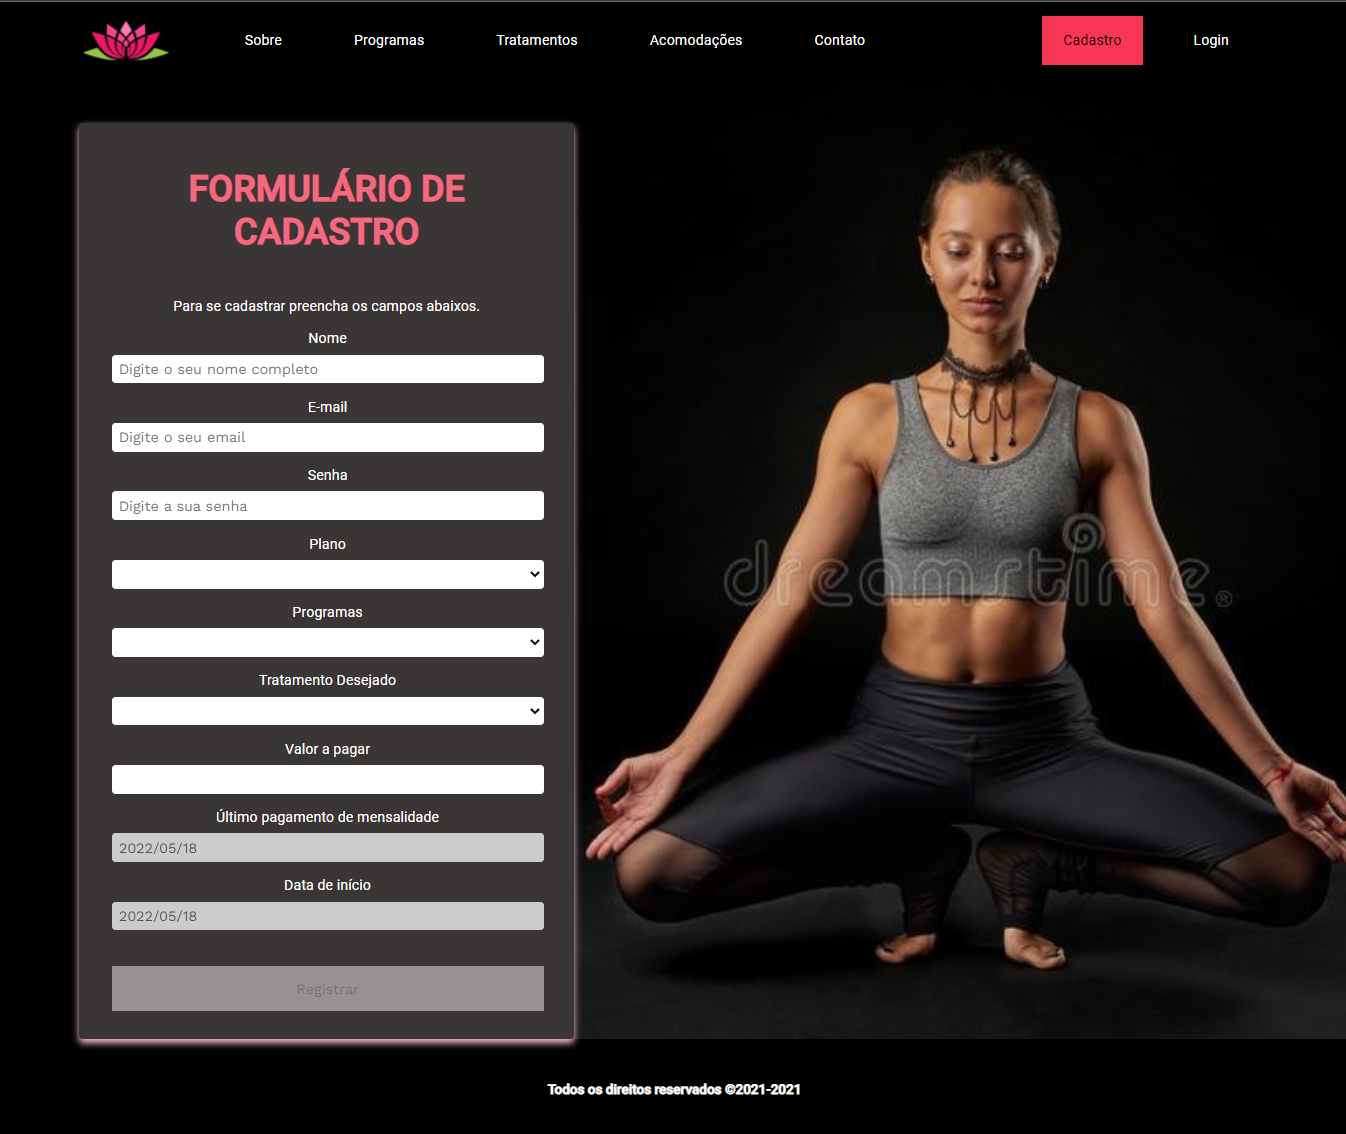 Sobre
Programas
Tratamentos
Acomodações
Contato
Cadastro
Login
FORMULÁRIO DE
CADASTRO
Para se cadastrar preencha os campos abaixos.
Nome
Digite o seu nome completo
E-mail
Digite o seu email
Senha
Digite a sua senha
Plano
Programas
Tratamento Desejado
Valor a pagar
Último pagamento de mensalidade
2022/05/18
Data de início
2022/05/18
Registrar
dreamstime®
Todos os direitos reservados ©2021-2021